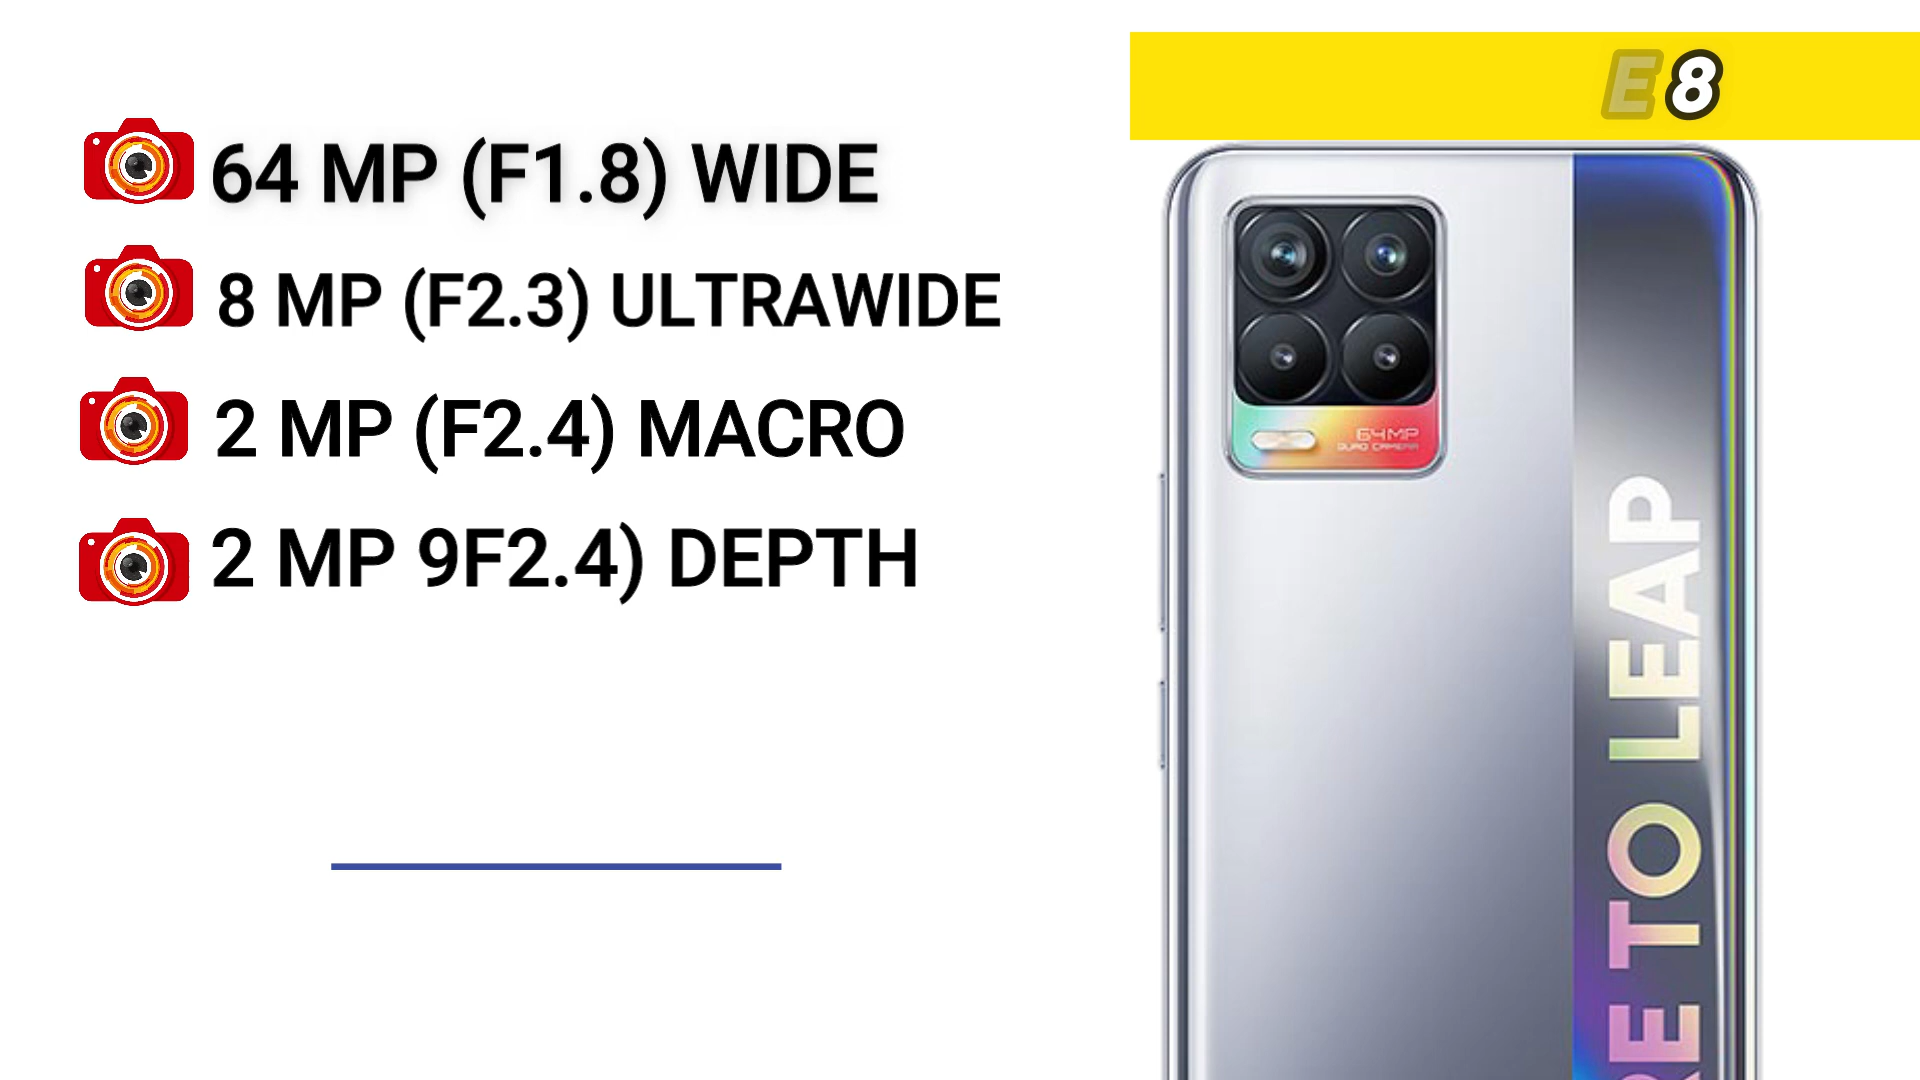 E8
64 MP (F1.8) WIDE
8 MP (F2.3) ULTRAWIDE
2 MP (F2.4) MACRO
2 MP 9F2.4) DEPTH
64MP
QUAD CAMERA
RE TO LEAP